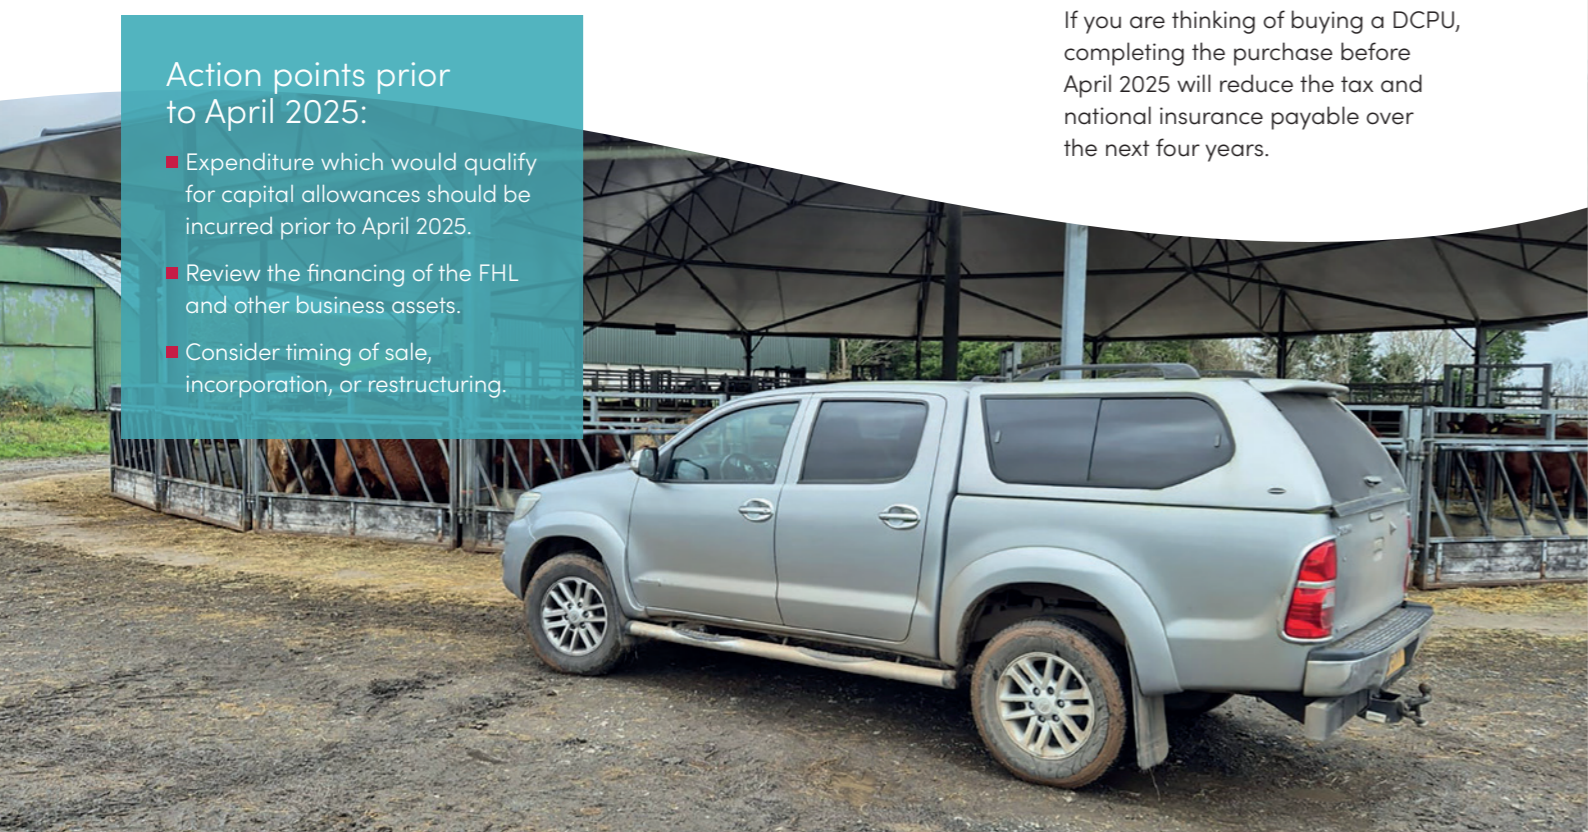 Action points prior
to April 2025:
Expenditure which would qualify
for capital allowances should be
incurred prior to April 2025.
Review the financing of the FHL
and other business assets.
Consider timing of sale,
incorporation, or restructuring.
If you are thinking of buying a DCPU,
completing the purchase before
April 2025 will reduce the tax and
national insurance payable over
the next four years.